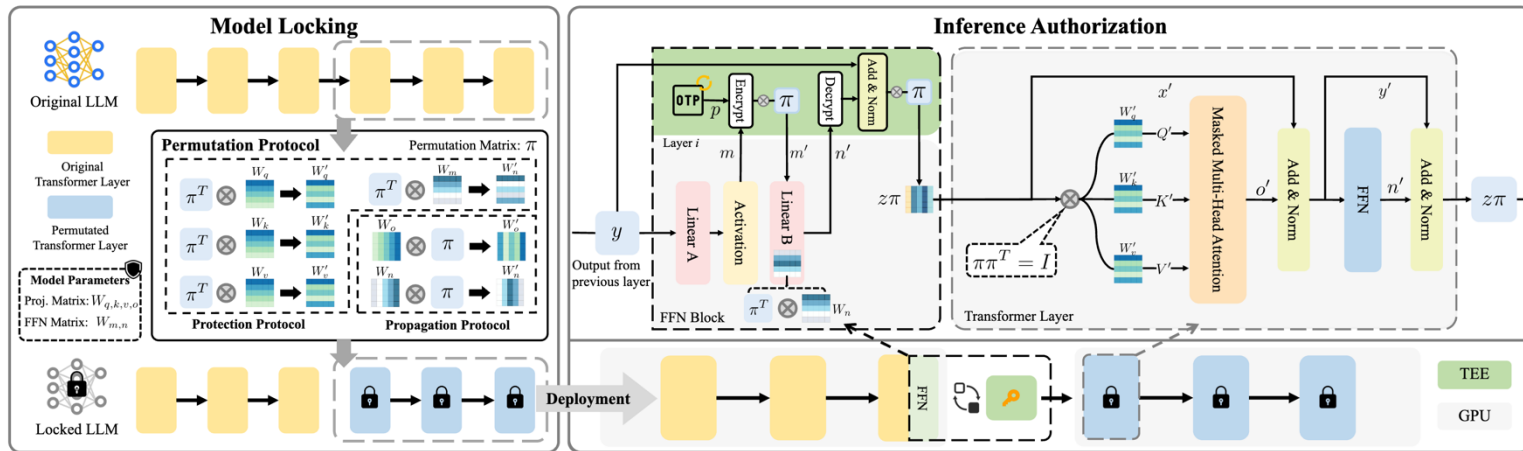 Model Locking
Original LLM
Original
Transformer Layer
Permutated
Transformer Layer
Model Parameters
Proj. Matrix: W_{q,k,v,o}
FFN Matrix: W_{m,n}
Locked LLM
Permutation Protocol
Permutation Matrix: π
π^T ⊗ W_q W'_q
π^T ⊗ W_k W'_k
π^T ⊗ W_v W'_v
Protection Protocol
π^T ⊗ W_m W'_n
W_o ⊗ π W'_o
W_n ⊗ π W'_n
Propagation Protocol
Deployment
Inference Authorization
OTP
p
Encrypt
⊗ π
Decrypt
Add & Norm
⊗ π
Layer i
m
m'
n'
y
Output from
previous layer
Linear A
Activation
Linear B
π^T ⊗ W_n
FFN Block
zπ
ππ^T = I
x'
W'_q
Q'
W'_k
K'
W'_v
V'
Masked Multi-Head Attention
o'
Add & Norm
y'
FFN
n'
Add & Norm
zπ
Transformer Layer
FFN
TEE
GPU